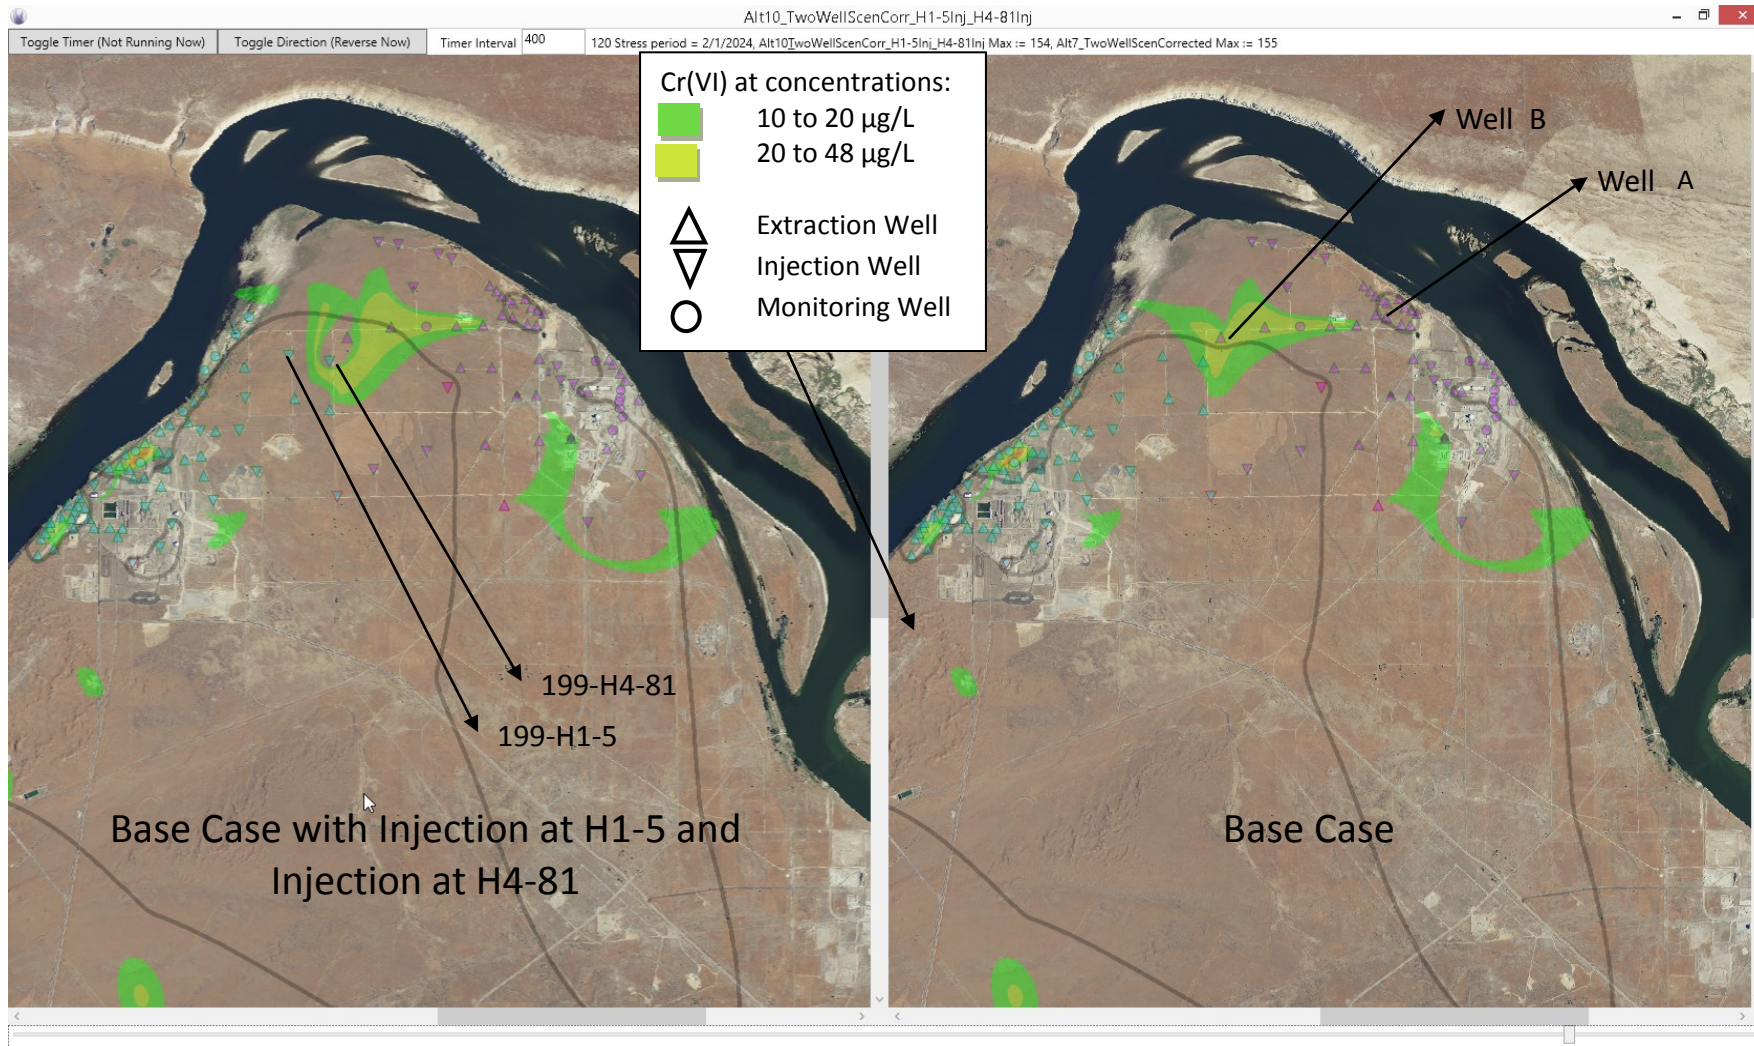 Alt10_TwoWellScenCorr_H1-5Inj_H4-81Inj
Toggle Timer (Not Running Now)
Toggle Direction (Reverse Now)
Timer Interval
400
120 Stress period = 2/1/2024, Alt10_TwoWellScenCorr_H1-5Inj_H4-81Inj Max := 154, Alt7_TwoWellScenCorrected Max := 155
Cr(VI) at concentrations:
10 to 20 µg/L
20 to 48 µg/L
Extraction Well
Injection Well
Monitoring Well
Well B
Well A
199-H4-81
199-H1-5
Base Case with Injection at H1-5 and
Injection at H4-81
Base Case